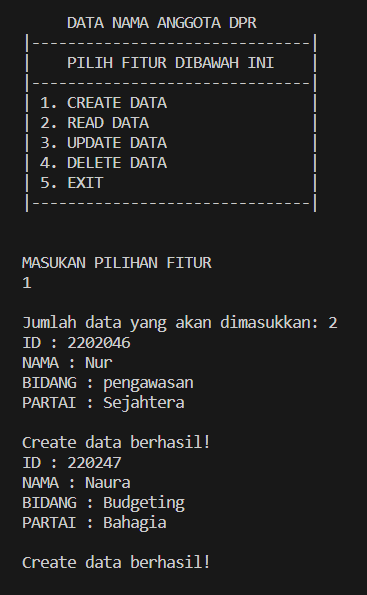 DATA NAMA ANGGOTA DPR
|-------------------------------|
|    PILIH FITUR DIBAWAH INI    |
|-------------------------------|
| 1. CREATE DATA                |
| 2. READ DATA                  |
| 3. UPDATE DATA                |
| 4. DELETE DATA                |
| 5. EXIT                       |
|-------------------------------|
MASUKAN PILIHAN FITUR
1
Jumlah data yang akan dimasukkan: 2
ID : 2202046
NAMA : Nur
BIDANG : pengawasan
PARTAI : Sejahtera
Create data berhasil!
ID : 220247
NAMA : Naura
BIDANG : Budgeting
PARTAI : Bahagia
Create data berhasil!